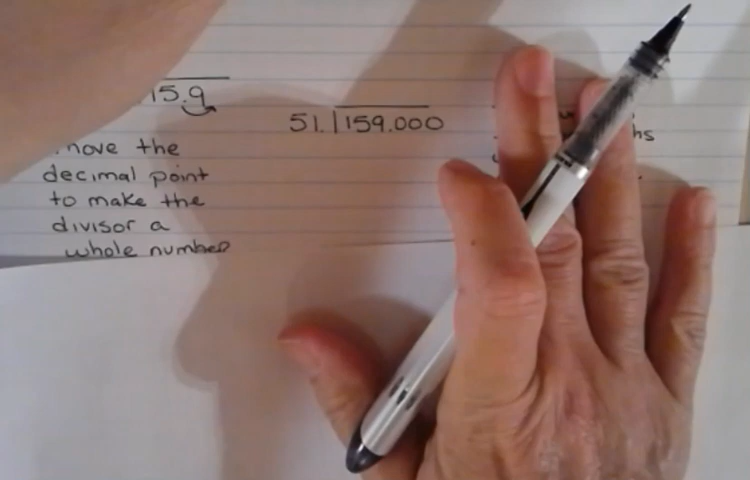 15.9
51.|159.000
move the
decimal point
to make the
divisor a
whole number